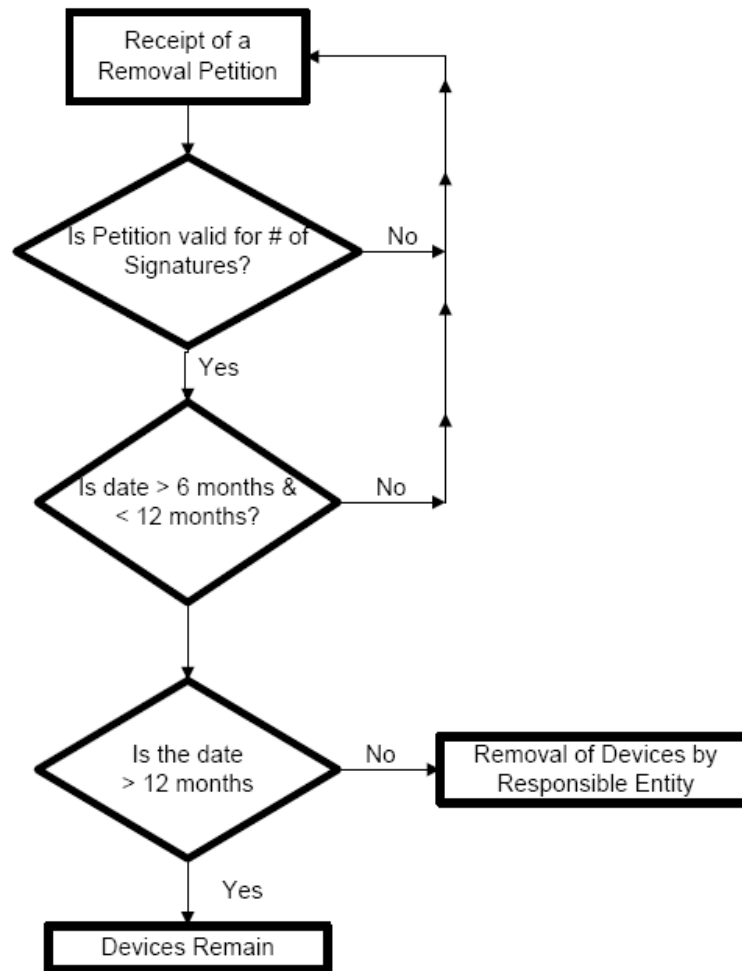 Receipt of a
Removal Petition
Is Petition valid for # of
Signatures?
No
Yes
Is date > 6 months &
< 12 months?
No
Is the date
> 12 months
No
Removal of Devices by
Responsible Entity
Yes
Devices Remain